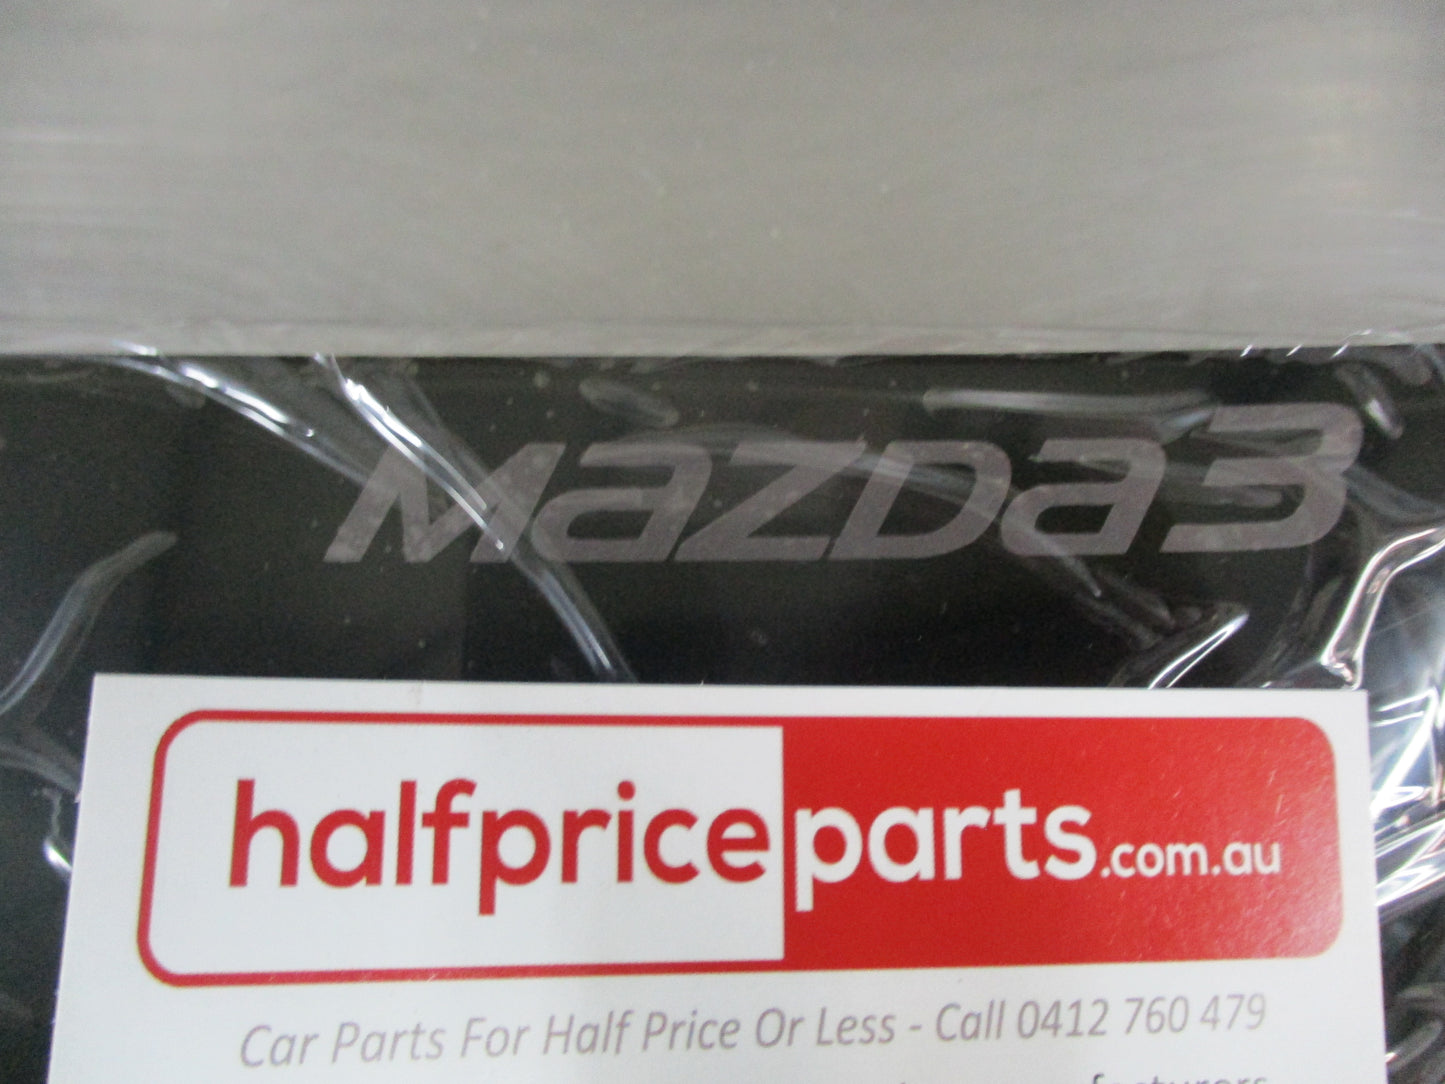 mazda3
halfpriceparts.com.au
Car Parts For Half Price Or Less - Call 0412 760 479